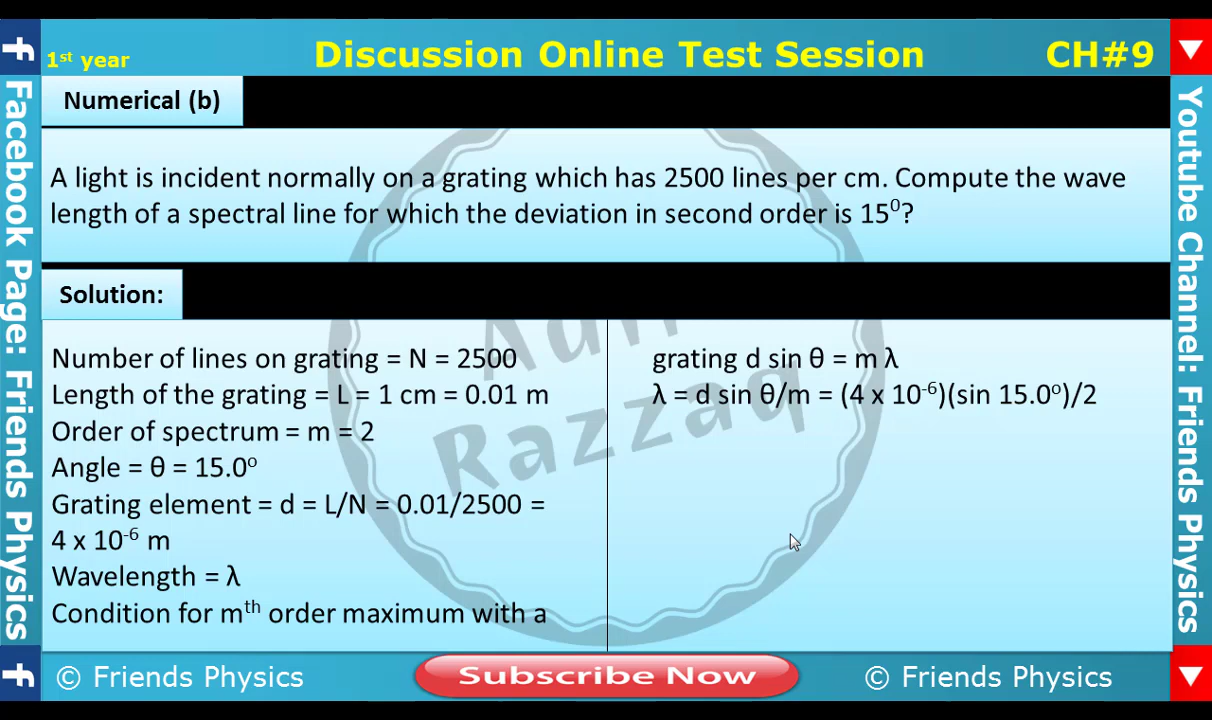 1st year
Discussion Online Test Session
CH#9
Numerical (b)
A light is incident normally on a grating which has 2500 lines per cm. Compute the wave
length of a spectral line for which the deviation in second order is 15⁰?
Solution:
Number of lines on grating = N = 2500
Length of the grating = L = 1 cm = 0.01 m
Order of spectrum = m = 2
Angle = θ = 15.0ᵒ
Grating element = d = L/N = 0.01/2500 =
4 x 10⁻⁶ m
Wavelength = λ
Condition for mᵗʰ order maximum with a
grating d sin θ = m λ
λ = d sin θ/m = (4 x 10⁻⁶)(sin 15.0ᵒ)/2
Razzaq
f Facebook Page: Friends Physics f
Youtube Channel: Friends Physics
© Friends Physics
Subscribe Now
© Friends Physics